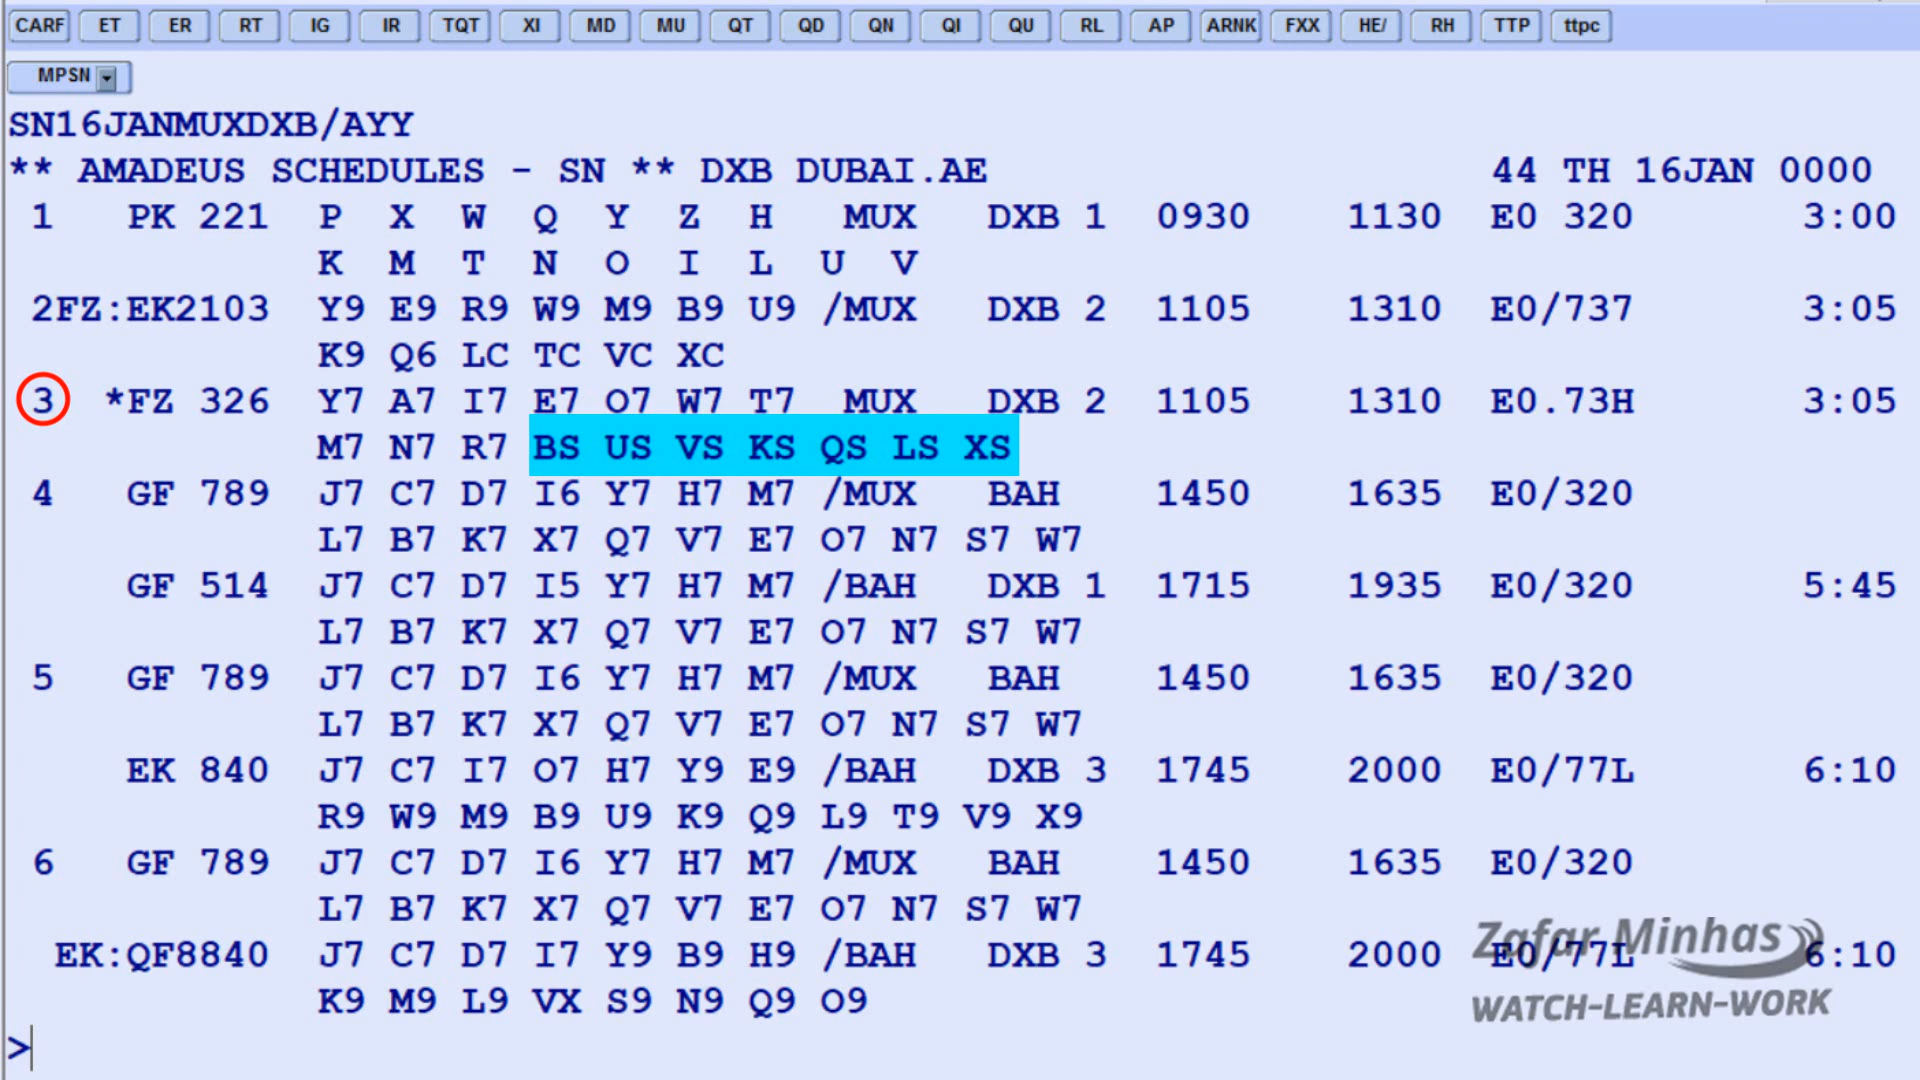 CARF ET ER RT IG IR TQT XI MD MU QT QD QN QI QU RL AP ARNK FXX HE/ RH TTP ttpc
MPSN
SN16JANMUXDXB/AYY
** AMADEUS SCHEDULES - SN ** DXB DUBAI.AE 44 TH 16JAN 0000
1 PK 221 P X W Q Y Z H MUX DXB 1 0930 1130 E0 320 3:00
K M T N O I L U V
2FZ:EK2103 Y9 E9 R9 W9 M9 B9 U9 /MUX DXB 2 1105 1310 E0/737 3:05
K9 Q6 LC TC VC XC
3 *FZ 326 Y7 A7 I7 E7 O7 W7 T7 MUX DXB 2 1105 1310 E0.73H 3:05
M7 N7 R7 BS US VS KS QS LS XS
4 GF 789 J7 C7 D7 I6 Y7 H7 M7 /MUX BAH 1450 1635 E0/320
L7 B7 K7 X7 Q7 V7 E7 O7 N7 S7 W7
GF 514 J7 C7 D7 I5 Y7 H7 M7 /BAH DXB 1 1715 1935 E0/320 5:45
L7 B7 K7 X7 Q7 V7 E7 O7 N7 S7 W7
5 GF 789 J7 C7 D7 I6 Y7 H7 M7 /MUX BAH 1450 1635 E0/320
L7 B7 K7 X7 Q7 V7 E7 O7 N7 S7 W7
EK 840 J7 C7 I7 O7 H7 Y9 E9 /BAH DXB 3 1745 2000 E0/77L 6:10
R9 W9 M9 B9 U9 K9 Q9 L9 T9 V9 X9
6 GF 789 J7 C7 D7 I6 Y7 H7 M7 /MUX BAH 1450 1635 E0/320
L7 B7 K7 X7 Q7 V7 E7 O7 N7 S7 W7
EK:QF8840 J7 C7 D7 I7 Y9 B9 H9 /BAH DXB 3 1745 2000 E0/77L 6:10
K9 M9 L9 VX S9 N9 Q9 O9
>
Zafar Minhas
WATCH-LEARN-WORK